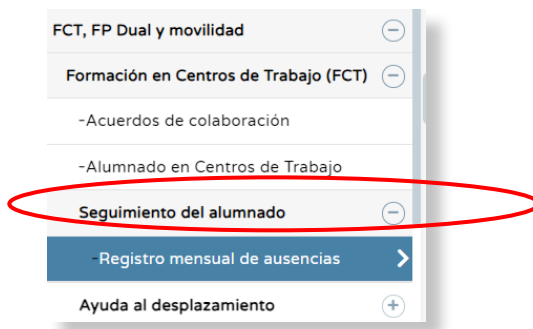 FCT, FP Dual y movilidad
Formación en Centros de Trabajo (FCT)
-Acuerdos de colaboración
-Alumnado en Centros de Trabajo
Seguimiento del alumnado
-Registro mensual de ausencias
Ayuda al desplazamiento